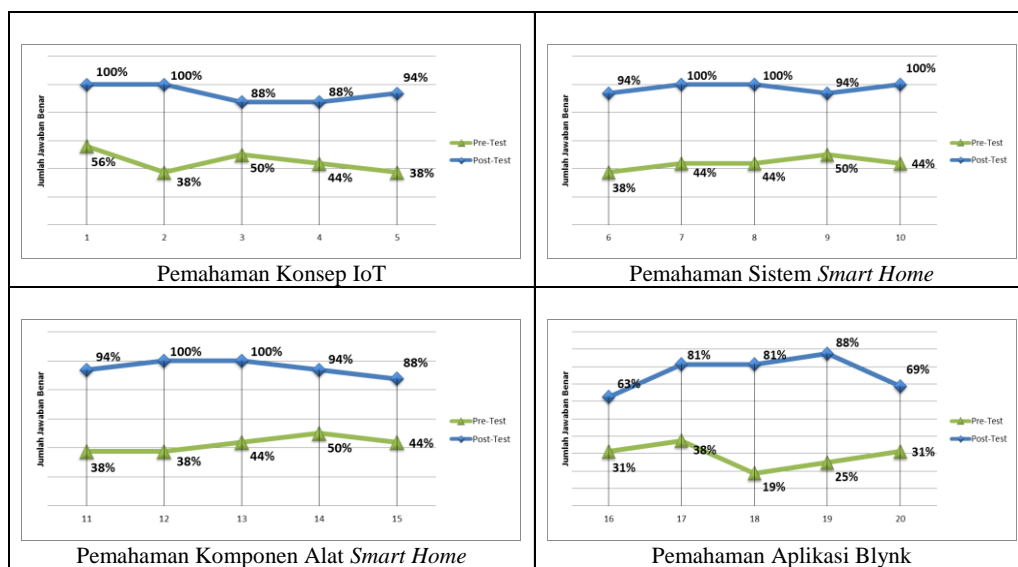 100%
100%
88%
88%
94%
56%
38%
50%
44%
38%
Jumlah Jawaban Benar
Pre-Test
Post-Test
1 2 3 4 5
Pemahaman Konsep IoT
94%
100%
100%
94%
100%
38%
44%
44%
50%
44%
Jumlah Jawaban Benar
Pre-Test
Post-Test
6 7 8 9 10
Pemahaman Sistem Smart Home
94%
100%
100%
94%
88%
38%
38%
44%
50%
44%
Jumlah Jawaban Benar
Pre-Test
Post-Test
11 12 13 14 15
Pemahaman Komponen Alat Smart Home
63%
81%
81%
88%
69%
31%
38%
19%
25%
31%
Jumlah Jawaban Benar
Pre-Test
Post-Test
16 17 18 19 20
Pemahaman Aplikasi Blynk